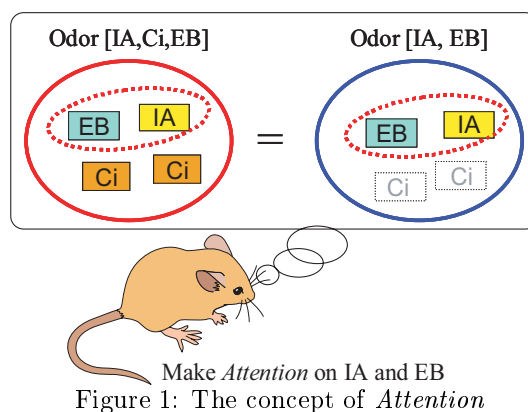 Odor [IA,Ci,EB] Odor [IA, EB]
EB IA = EB IA
Ci Ci Ci Ci
Make Attention on IA and EB
Figure 1: The concept of Attention